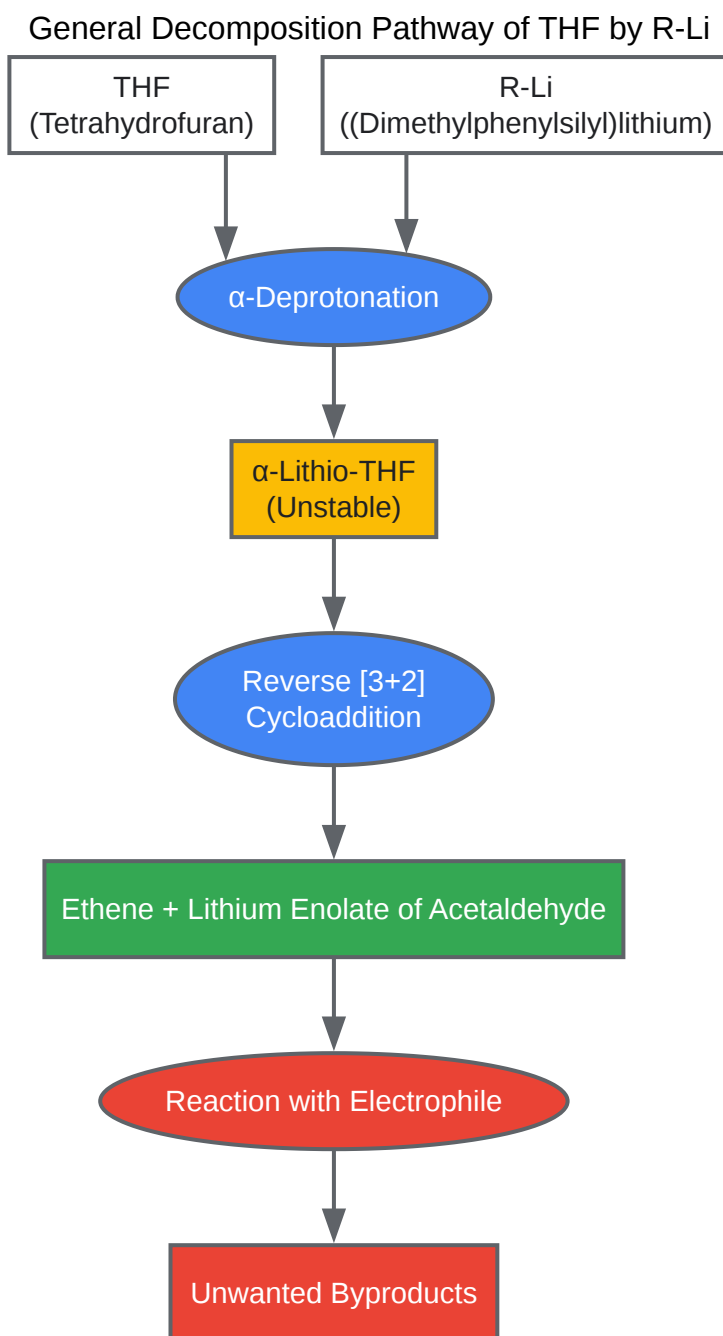 General Decomposition Pathway of THF by R-Li
THF
(Tetrahydrofuran)
R-Li
((Dimethylphenylsilyl)lithium)
α-Deprotonation
α-Lithio-THF
(Unstable)
Reverse [3+2]
Cycloaddition
Ethene + Lithium Enolate of Acetaldehyde
Reaction with Electrophile
Unwanted Byproducts